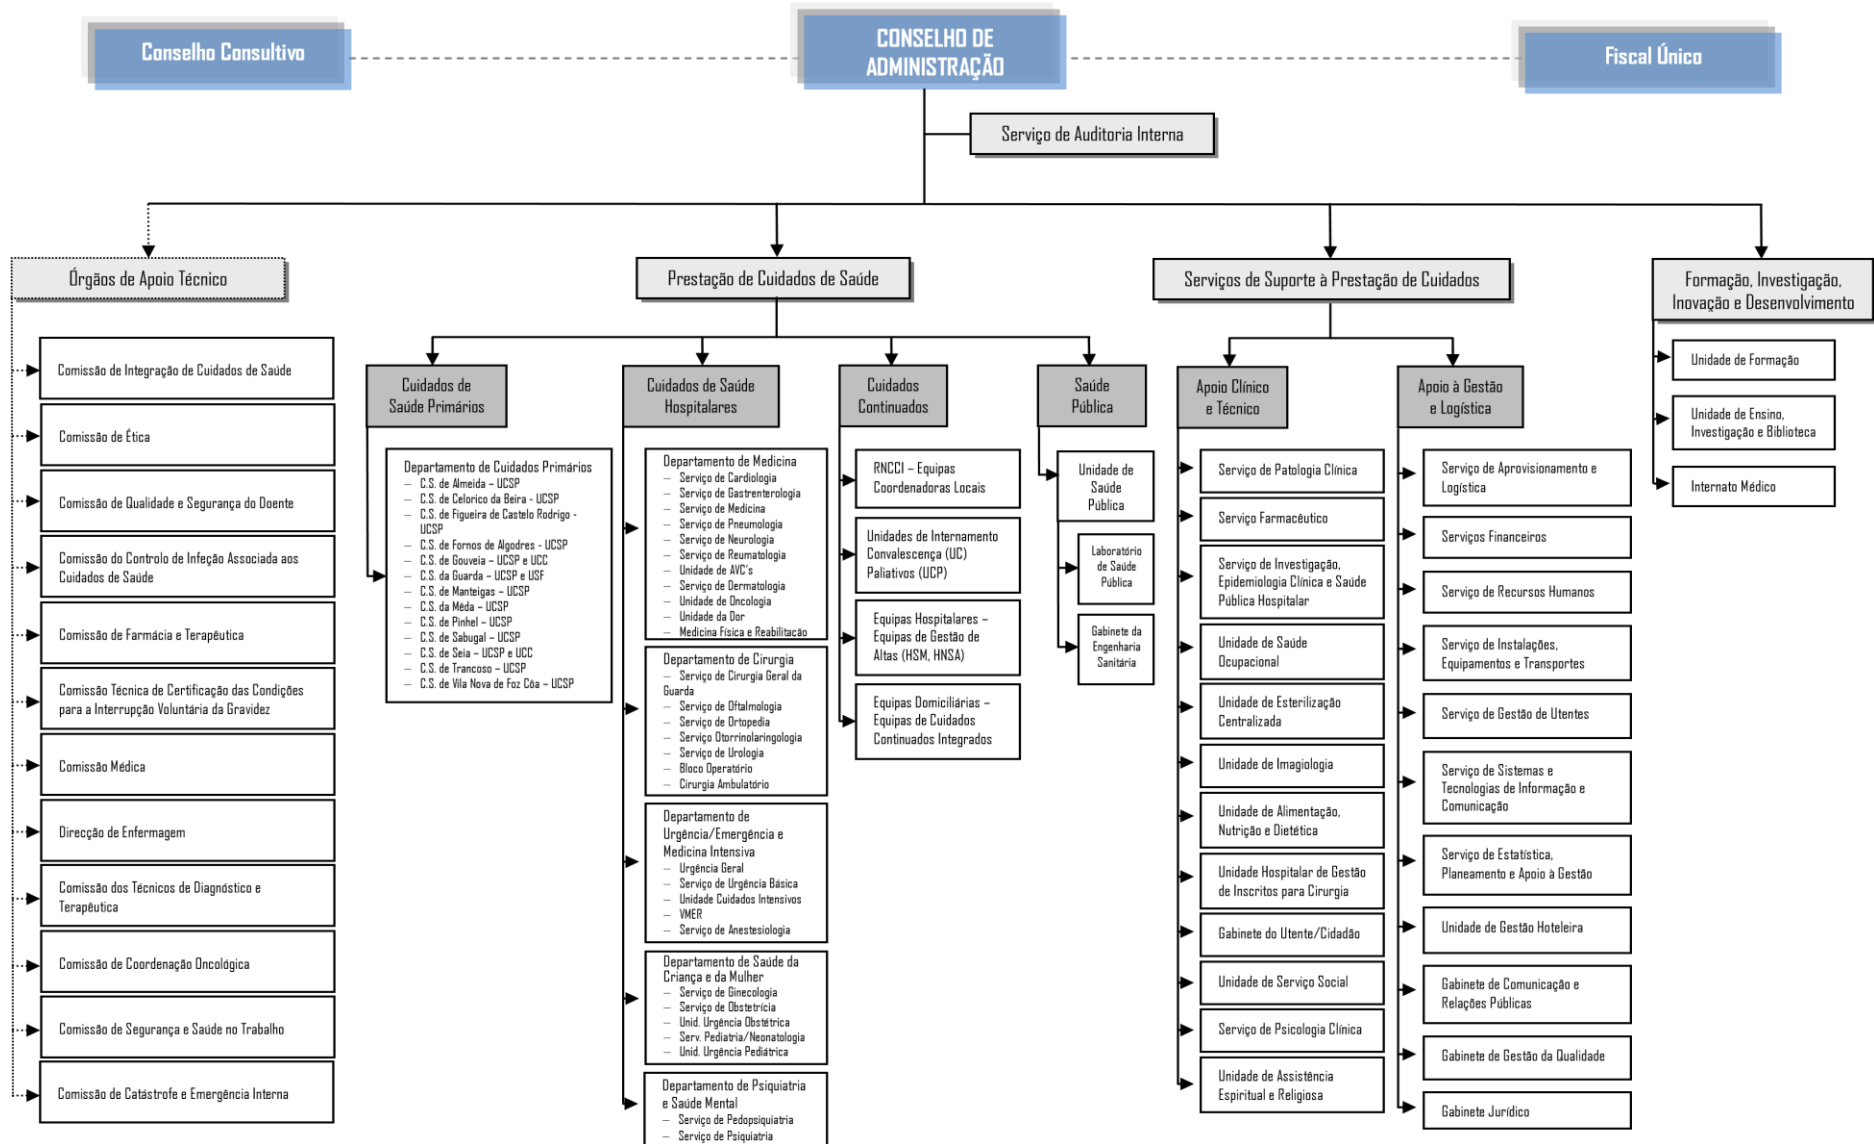 Conselho Consultivo
CONSELHO DE
ADMINISTRAÇÃO
Fiscal Único
Serviço de Auditoria Interna
Órgãos de Apoio Técnico
Comissão de Integração de Cuidados de Saúde
Comissão de Ética
Comissão de Qualidade e Segurança do Doente
Comissão do Controlo de Infeção Associada aos
Cuidados de Saúde
Comissão de Farmácia e Terapêutica
Comissão Técnica de Certificação das Condições
para a Interrupção Voluntária da Gravidez
Comissão Médica
Direcção de Enfermagem
Comissão dos Técnicos de Diagnóstico e
Terapêutica
Comissão de Coordenação Oncológica
Comissão de Segurança e Saúde no Trabalho
Comissão de Catástrofe e Emergência Interna
Prestação de Cuidados de Saúde
Cuidados de
Saúde Primários
Departamento de Cuidados Primários
– C.S. de Almeida – UCSP
– C.S. de Celorico da Beira - UCSP
– C.S. de Figueira de Castelo Rodrigo -
UCSP
– C.S. de Fornos de Algodres - UCSP
– C.S. de Gouveia – UCSP e UCC
– C.S. da Guarda – UCSP e USF
– C.S. de Manteigas – UCSP
– C.S. da Mêda – UCSP
– C.S. de Pinhel – UCSP
– C.S. de Sabugal – UCSP
– C.S. de Seia – UCSP e UCC
– C.S. de Trancoso – UCSP
– C.S. de Vila Nova de Foz Côa – UCSP
Cuidados de Saúde
Hospitalares
Departamento de Medicina
– Serviço de Cardiologia
Serviço de Gastrenterologia
– Serviço de Medicina
– Serviço de Pneumologia
– Serviço de Neurologia
– Serviço de Reumatologia
– Unidade de AVC's
– Serviço de Dermatologia
– Unidade de Oncologia
– Unidade da Dor
– Medicina Física e Reabilitação
Departamento de Cirurgia
– Serviço de Cirurgia Geral da
Guarda
– Serviço de Oftalmologia
– Serviço de Ortopedia
– Serviço Otorrinolaringologia
– Serviço de Urologia
– Bloco Operatório
– Cirurgia Ambulatório
Departamento de
Urgência/Emergência e
Medicina Intensiva
– Urgência Geral
– Serviço de Urgência Básica
– Unidade Cuidados Intensivos
– VMER
– Serviço de Anestesiologia
Departamento de Saúde da
Criança e da Mulher
– Serviço de Ginecologia
– Serviço de Obstetrícia
– Unid. Urgência Obstétrica
– Serv. Pediatria/Neonatologia
– Unid. Urgência Pediátrica
Departamento de Psiquiatria
e Saúde Mental
– Serviço de Pedopsiquiatria
– Serviço de Psiquiatria
Cuidados
Continuados
RNCCI – Equipas
Coordenadoras Locais
Unidades de Internamento
Convalescença (UC)
Paliativos (UCP)
Equipas Hospitalares –
Equipas de Gestão de
Altas (HSM, HNSA)
Equipas Domiciliárias –
Equipas de Cuidados
Continuados Integrados
Saúde
Pública
Unidade de
Saúde
Pública
Laboratório
de Saúde
Pública
Gabinete da
Engenharia
Sanitária
Serviços de Suporte à Prestação de Cuidados
Apoio Clínico
e Técnico
Serviço de Patologia Clínica
Serviço Farmacêutico
Serviço de Investigação,
Epidemiologia Clínica e Saúde
Pública Hospitalar
Unidade de Saúde
Ocupacional
Unidade de Esterilização
Centralizada
Unidade de Imagiologia
Unidade de Alimentação,
Nutrição e Dietética
Unidade Hospitalar de Gestão
de Inscritos para Cirurgia
Gabinete do Utente/Cidadão
Unidade de Serviço Social
Serviço de Psicologia Clínica
Unidade de Assistência
Espiritual e Religiosa
Apoio à Gestão
e Logística
Serviço de Aprovisionamento e
Logística
Serviços Financeiros
Serviço de Recursos Humanos
Serviço de Instalações,
Equipamentos e Transportes
Serviço de Gestão de Utentes
Serviço de Sistemas e
Tecnologias de Informação e
Comunicação
Serviço de Estatística,
Planeamento e Apoio à Gestão
Unidade de Gestão Hoteleira
Gabinete de Comunicação e
Relações Públicas
Gabinete de Gestão da Qualidade
Gabinete Jurídico
Formação, Investigação,
Inovação e Desenvolvimento
Unidade de Formação
Unidade de Ensino,
Investigação e Biblioteca
Internato Médico